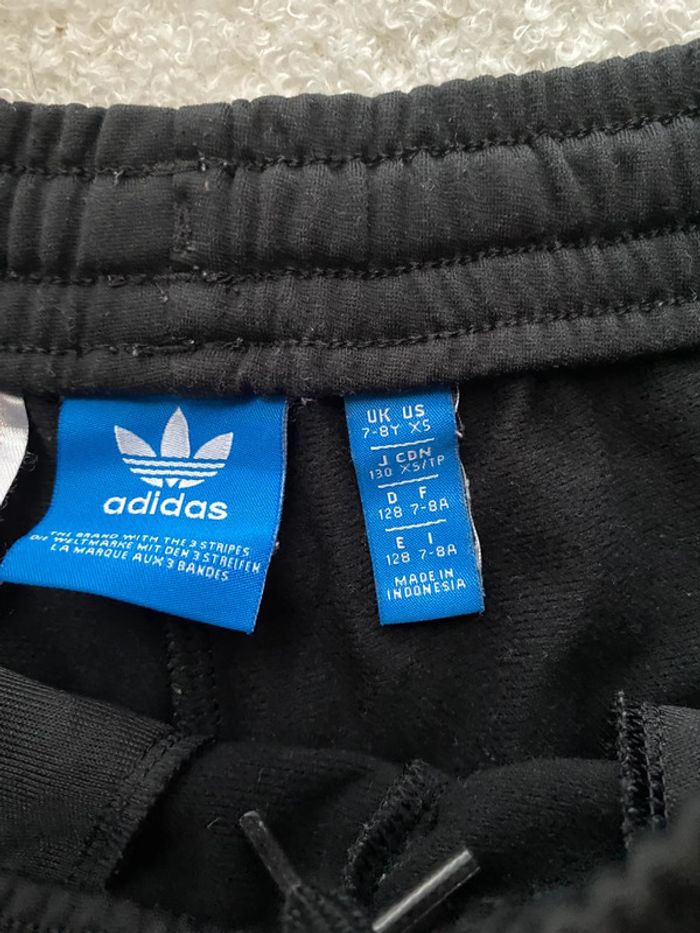 adidas
THE BRAND WITH THE 3 STRIPES
DIE WELTMARKE MIT DEN 3 STREIFEN
LA MARQUE AUX 3 BANDES
UK US
7-8Y XS
J CDN
130 XS/TP
D F
128 7-8A
E I
128 7-8A
MADE IN
INDONESIA